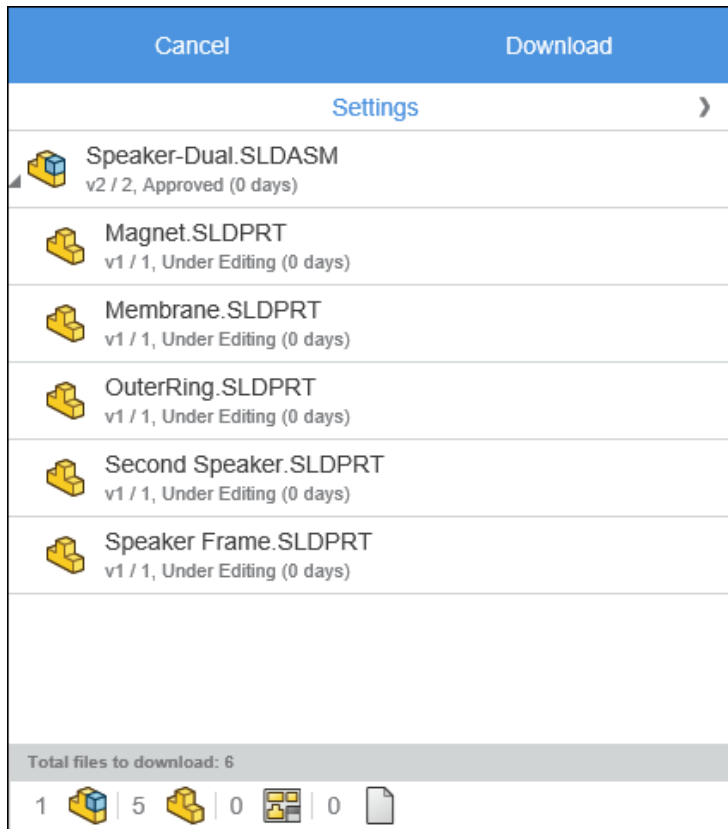 Cancel Download
Settings
Speaker-Dual.SLDASM
v2 / 2, Approved (0 days)
Magnet.SLDPRT
v1 / 1, Under Editing (0 days)
Membrane.SLDPRT
v1 / 1, Under Editing (0 days)
OuterRing.SLDPRT
v1 / 1, Under Editing (0 days)
Second Speaker.SLDPRT
v1 / 1, Under Editing (0 days)
Speaker Frame.SLDPRT
v1 / 1, Under Editing (0 days)
Total files to download: 6
1 5 0 0